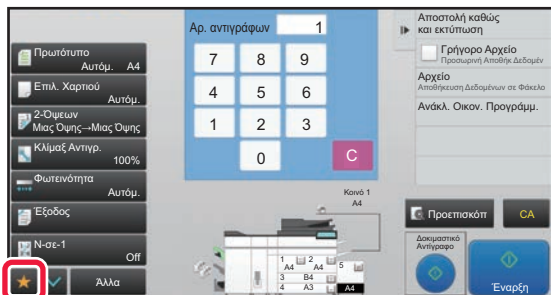 Αρ. αντιγράφων 1
Πρωτότυπο
Αυτόμ. A4
Επιλ. Χαρτιού
Αυτόμ.
2-Όψεων
Μιας Όψης→Μιας Όψης
Κλίμαξ Αντιγρ.
100%
Φωτεινότητα
Αυτόμ.
Έξοδος
N-σε-1
Off
Άλλα
7 8 9
4 5 6
1 2 3
0 C
Κοινό 1
A4
1 A4 2 A4 5
3 B4
4 A3 A4
Αποστολή καθώς
και εκτύπωση
Γρήγορο Αρχείο
Προσωρινή Αποθήκ Δεδομέν
Αρχείο
Αποθήκευση Δεδομένων σε Φάκελο
Ανάκλ. Οικον. Προγράμμ.
Προεπισκόπ CA
Δοκιμαστικό
Αντίγραφο
Έναρξη